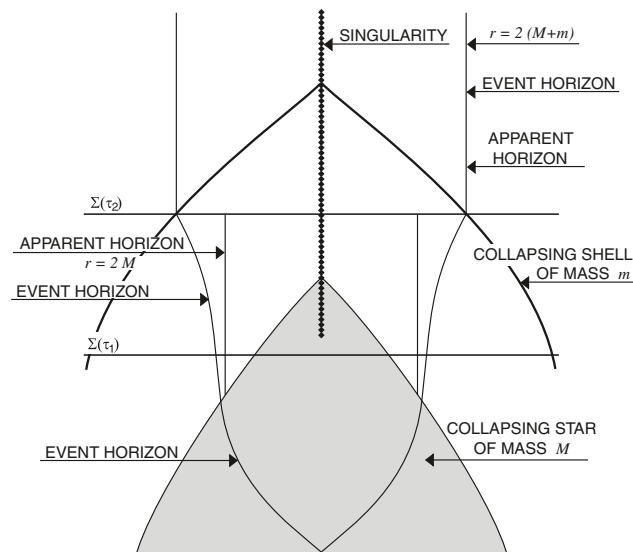 SINGULARITY
r = 2 (M+m)
EVENT HORIZON
APPARENT
HORIZON
Σ(τ2)
APPARENT HORIZON
r = 2 M
EVENT HORIZON
COLLAPSING SHELL
OF MASS m
Σ(τ1)
EVENT HORIZON
COLLAPSING STAR
OF MASS M